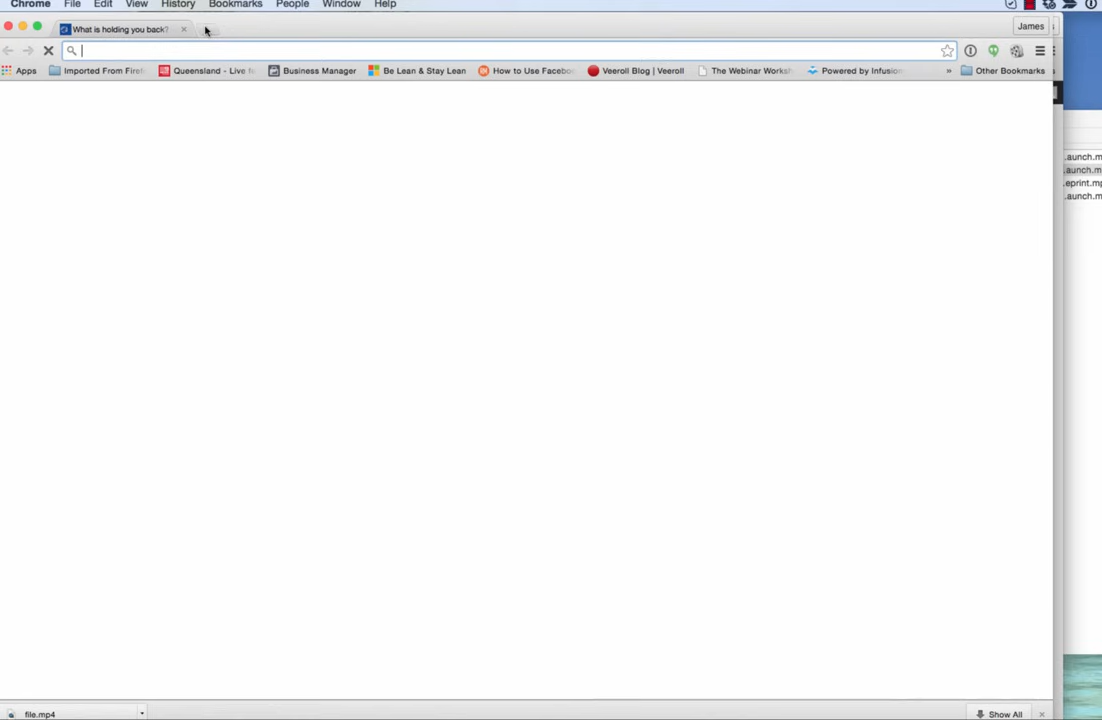 Chrome File Edit View History Bookmarks People Window Help
What is holding you back?
James
Apps Imported From Firef Queensland - Live fo Business Manager Be Lean & Stay Lean How to Use Facebo Veeroll Blog | Veeroll The Webinar Works Powered by Infusion » Other Bookmarks
.aunch.m
.aunch.m
.eprint.mp
.aunch.m
file.mp4 Show All